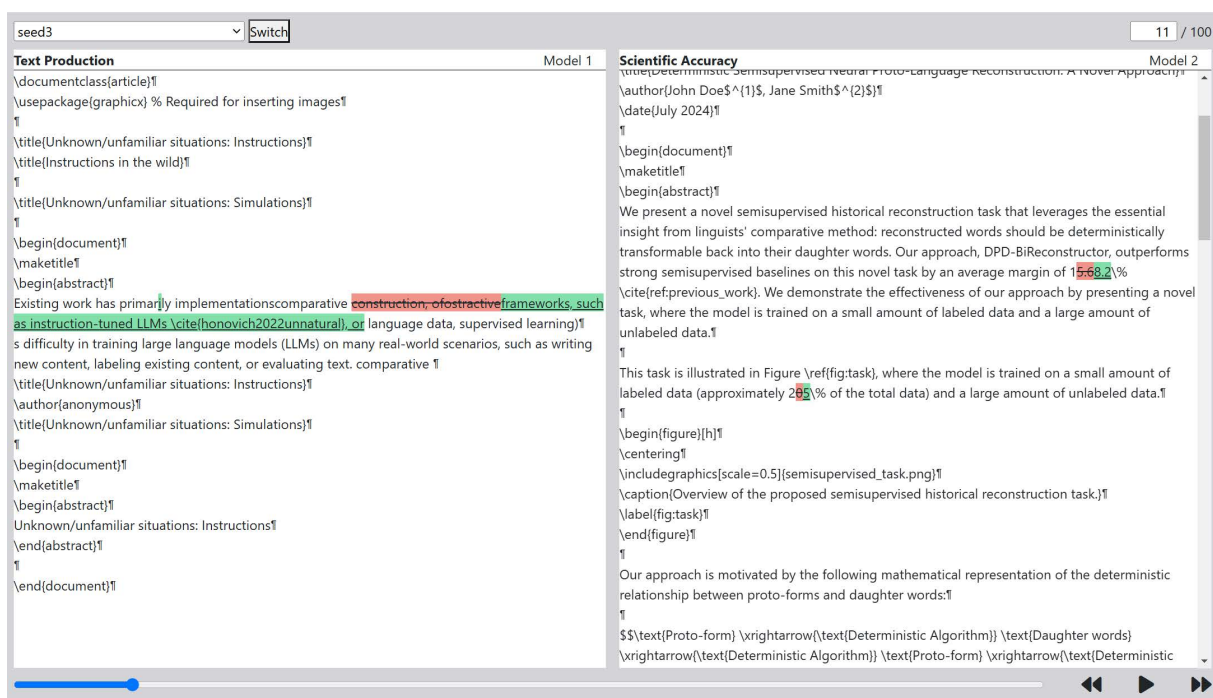 seed3 Switch 11 / 100
Text Production Model 1
\documentclass{article}¶
\usepackage{graphicx} % Required for inserting images¶
¶
\title{Unknown/unfamiliar situations: Instructions}¶
\title{Instructions in the wild}¶
¶
\title{Unknown/unfamiliar situations: Simulations}¶
¶
\begin{document}¶
\maketitle¶
\begin{abstract}¶
Existing work has primarily implementationscomparative construction, ofostractiveframeworks, such
as instruction-tuned LLMs \cite{honovich2022unnatural}, or language data, supervised learning)¶
s difficulty in training large language models (LLMs) on many real-world scenarios, such as writing
new content, labeling existing content, or evaluating text. comparative ¶
\title{Unknown/unfamiliar situations: Instructions}¶
\author{anonymous}¶
\title{Unknown/unfamiliar situations: Simulations}¶
¶
\begin{document}¶
\maketitle¶
\begin{abstract}¶
Unknown/unfamiliar situations: Instructions¶
\end{abstract}¶
¶
\end{document}¶
Scientific Accuracy Model 2
\title{Deterministic Semisupervised Neural Proto-Language Reconstruction: A Novel Approach}¶
\author{John Doe$^{1}$, Jane Smith$^{2}$}¶
\date{July 2024}¶
¶
\begin{document}¶
\maketitle¶
\begin{abstract}¶
We present a novel semisupervised historical reconstruction task that leverages the essential
insight from linguists' comparative method: reconstructed words should be deterministically
transformable back into their daughter words. Our approach, DPD-BiReconstructor, outperforms
strong semisupervised baselines on this novel task by an average margin of 15.68.2\%
\cite{ref:previous_work}. We demonstrate the effectiveness of our approach by presenting a novel
task, where the model is trained on a small amount of labeled data and a large amount of
unlabeled data.¶
¶
This task is illustrated in Figure \ref{fig:task}, where the model is trained on a small amount of
labeled data (approximately 205\% of the total data) and a large amount of unlabeled data.¶
¶
\begin{figure}[h]¶
\centering¶
\includegraphics[scale=0.5]{semisupervised_task.png}¶
\caption{Overview of the proposed semisupervised historical reconstruction task.}¶
\label{fig:task}¶
\end{figure}¶
¶
Our approach is motivated by the following mathematical representation of the deterministic
relationship between proto-forms and daughter words:¶
¶
$$\text{Proto-form} \xrightarrow{\text{Deterministic Algorithm}} \text{Daughter words}
\xrightarrow{\text{Deterministic Algorithm}} \text{Proto-form} \xrightarrow{\text{Deterministic